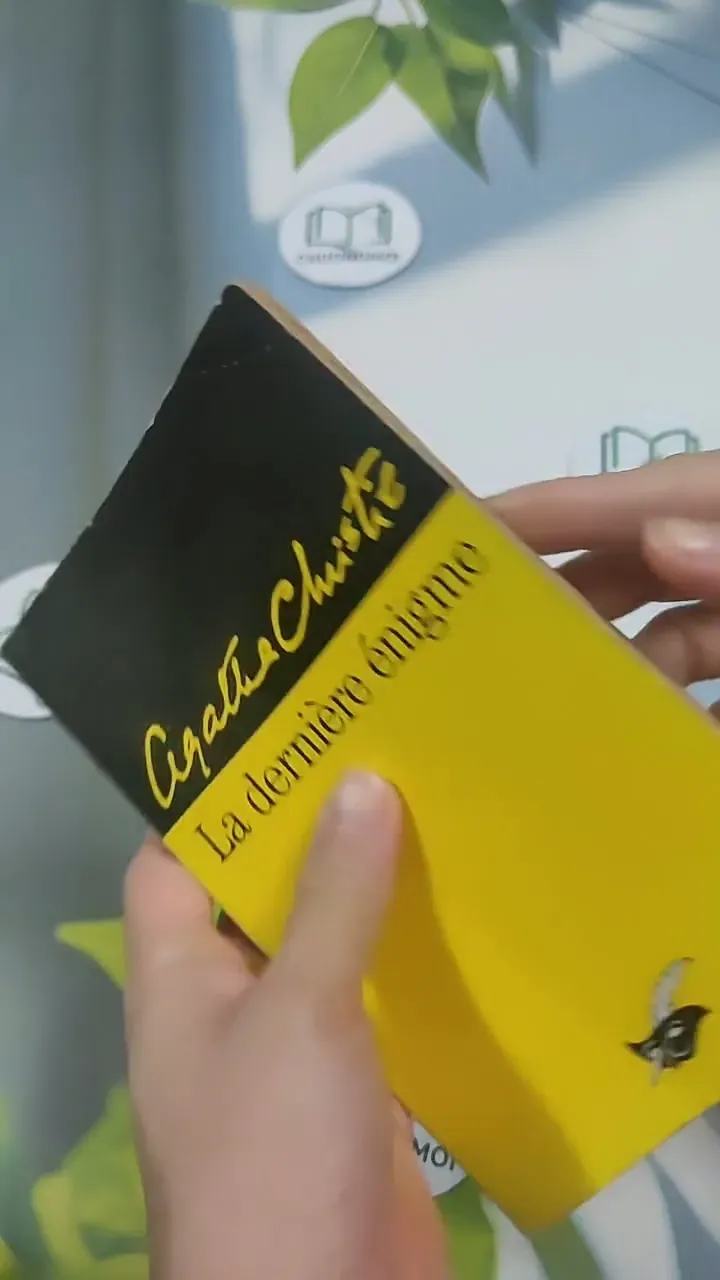 Agatha Christie
La dernière énigme